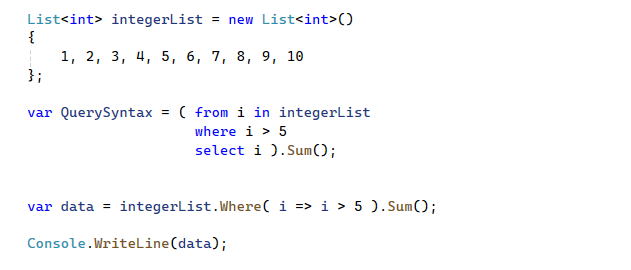 List<int> integerList = new List<int>()
{
    1, 2, 3, 4, 5, 6, 7, 8, 9, 10
};
var QuerySyntax = ( from i in integerList
                    where i > 5
                    select i ).Sum();
var data = integerList.Where( i => i > 5 ).Sum();
Console.WriteLine(data);